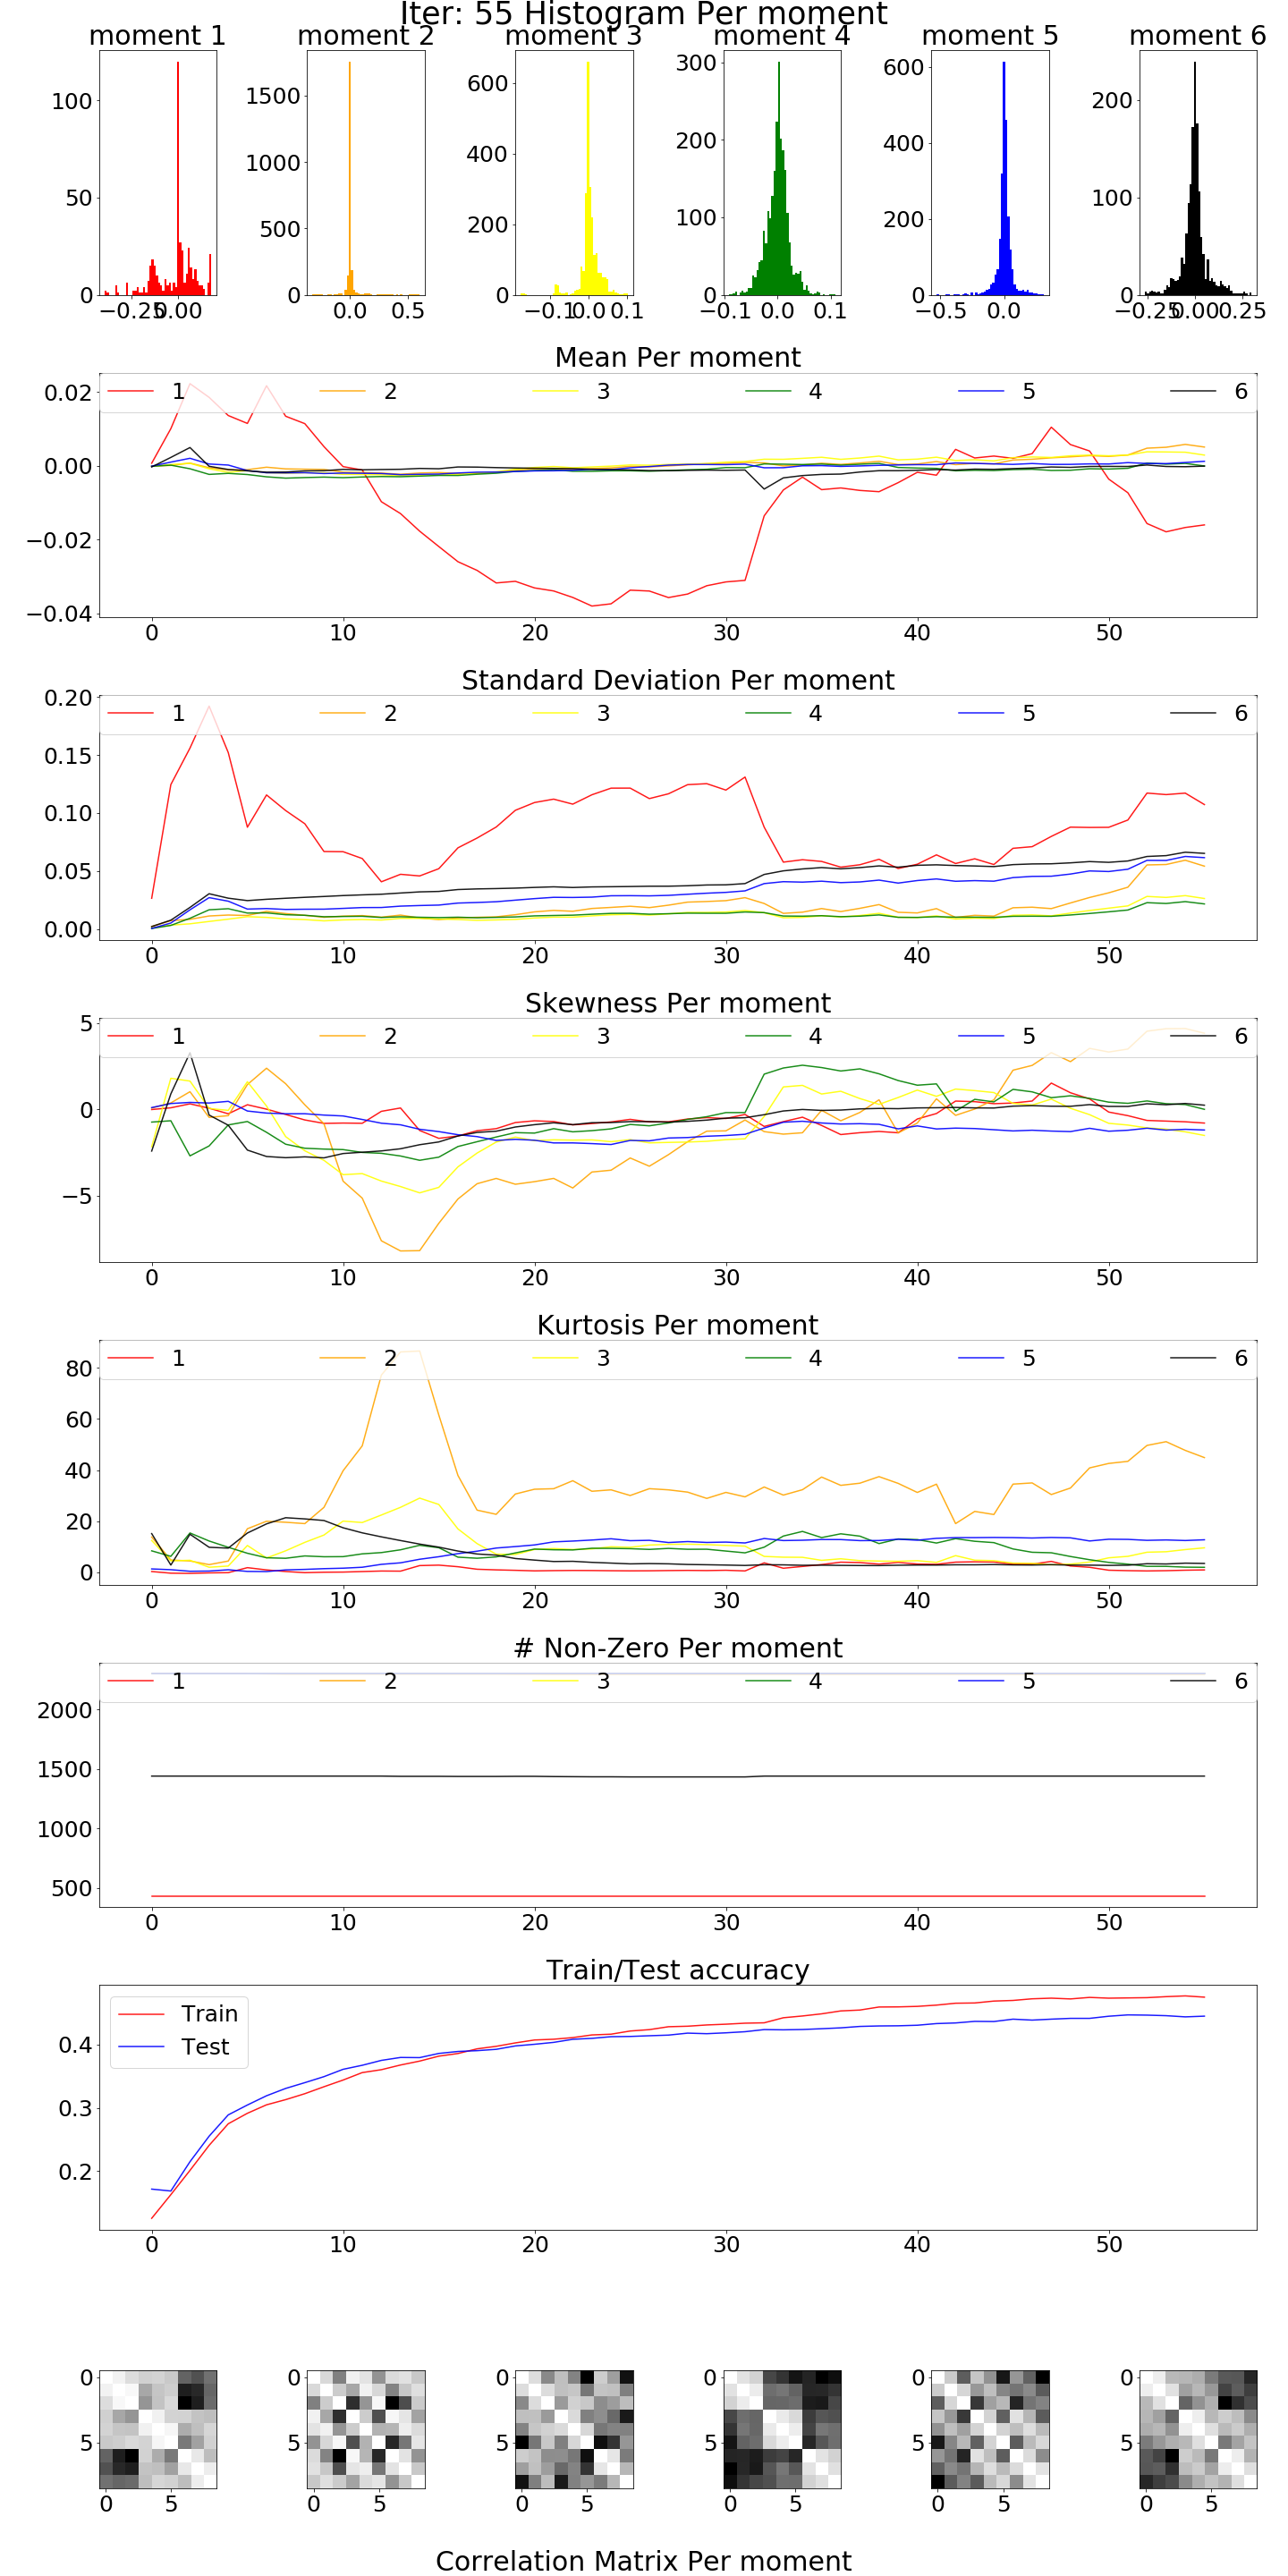 Iter: 55 Histogram Per moment
moment 1 moment 2 moment 3 moment 4 moment 5 moment 6
100 50 0 −0.25 0.00
1500 1000 500 0 0.0 0.5
600 400 200 0 −0.1 0.0 0.1
300 200 100 0 −0.1 0.0 0.1
600 400 200 0 −0.5 0.0
200 100 0 −0.25 0.00 0.25
Mean Per moment
1 2 3 4 5 6
0.02
0.00
−0.02
−0.04
0 10 20 30 40 50
Standard Deviation Per moment
1 2 3 4 5 6
0.20
0.15
0.10
0.05
0.00
0 10 20 30 40 50
Skewness Per moment
1 2 3 4 5 6
5
0
−5
0 10 20 30 40 50
Kurtosis Per moment
1 2 3 4 5 6
80
60
40
20
0
0 10 20 30 40 50
# Non-Zero Per moment
1 2 3 4 5 6
2000
1500
1000
500
0 10 20 30 40 50
Train/Test accuracy
Train
Test
0.4
0.3
0.2
0 10 20 30 40 50
0 0 0 0 0 0
5 5 5 5 5 5
0 5 0 5 0 5 0 5 0 5 0 5
Correlation Matrix Per moment